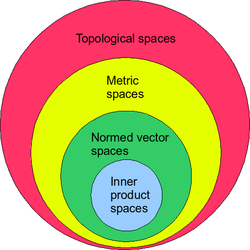 Topological spaces
Metric
spaces
Normed vector
spaces
Inner
product
spaces